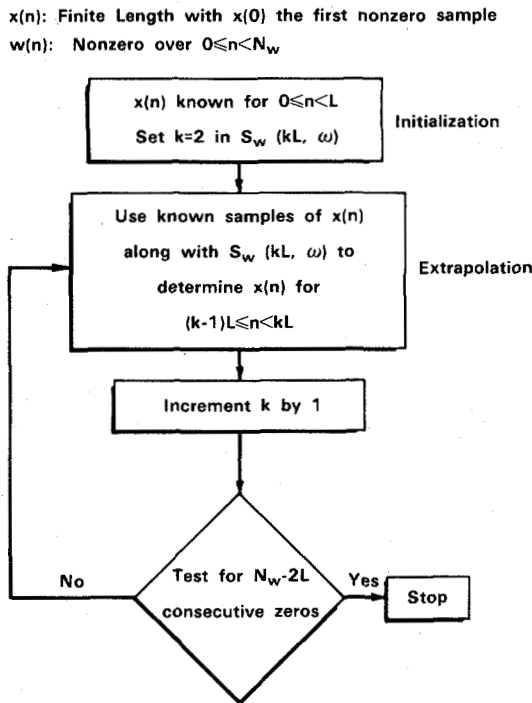 x(n): Finite Length with x(0) the first nonzero sample
w(n): Nonzero over 0≤n<N_w
x(n) known for 0≤n<L
Set k=2 in S_w (kL, ω)
Initialization
Use known samples of x(n)
along with S_w (kL, ω) to
determine x(n) for
(k-1)L≤n<kL
Extrapolation
Increment k by 1
Test for N_w-2L
consecutive zeros
No
Yes
Stop